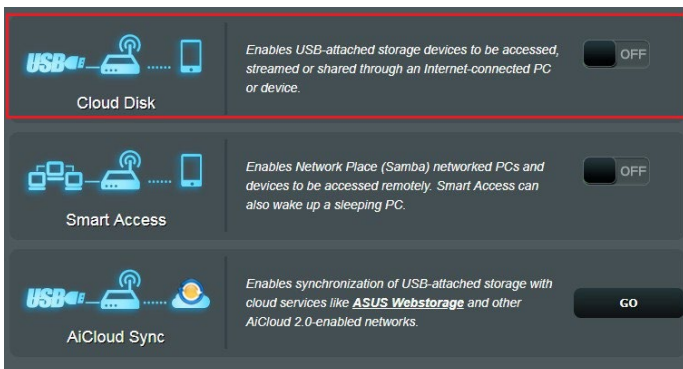 Enables USB-attached storage devices to be accessed,
USB
streamed or shared through an Internet-connected PC
OFF
or device.
Cloud Disk
Enables Network Place (Samba) networked PCs and
devices to be accessed remotely. Smart Access can
OFF
also wake up a sleeping PC.
Smart Access
Enables synchronization of USB-attached storage with
USB
cloud services like ASUS Webstorage and other
GO
AiCloud 2.0-enabled networks.
AiCloud Sync